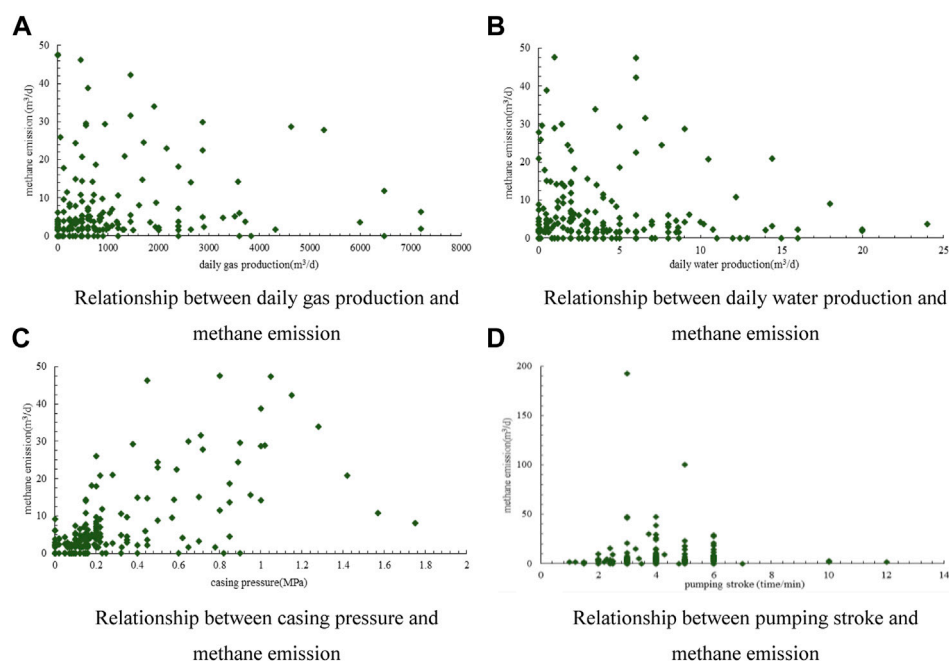 A
50
40
30
20
10
0
methane emission(m³/d)
0 1000 2000 3000 4000 5000 6000 7000 8000
daily gas production(m³/d)
Relationship between daily gas production and
methane emission
B
50
40
30
20
10
0
methane emission(m³/d)
0 5 10 15 20 25
daily water production(m³/d)
Relationship between daily water production and
methane emission
C
50
40
30
20
10
0
methane emission(m³/d)
0 0.2 0.4 0.6 0.8 1 1.2 1.4 1.6 1.8 2
casing pressure(MPa)
Relationship between casing pressure and
methane emission
D
200
150
100
50
0
methane emission(m³/d)
0 2 4 6 8 10 12 14
pumping stroke (time/min)
Relationship between pumping stroke and
methane emission